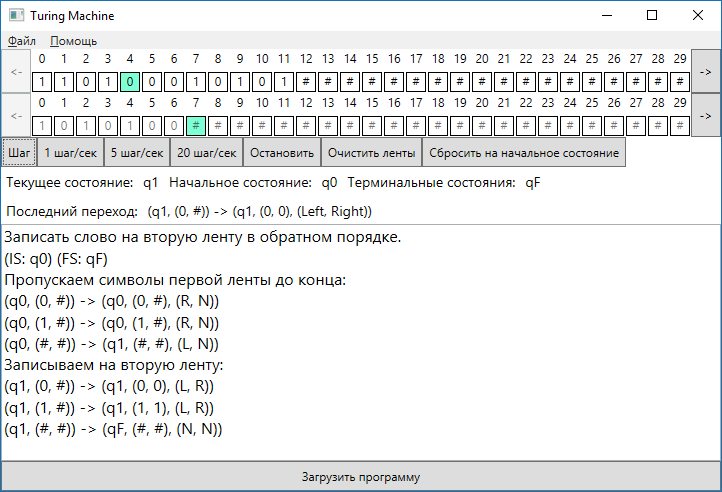 Turing Machine
Файл Помощь
0 1 2 3 4 5 6 7 8 9 10 11 12 13 14 15 16 17 18 19 20 21 22 23 24 25 26 27 28 29
<- 1 1 0 1 0 0 0 1 0 1 0 1 # # # # # # # # # # # # # # # # # # ->
0 1 2 3 4 5 6 7 8 9 10 11 12 13 14 15 16 17 18 19 20 21 22 23 24 25 26 27 28 29
<- 1 0 1 0 1 0 0 # # # # # # # # # # # # # # # # # # # # # # # ->
Шаг 1 шаг/сек 5 шаг/сек 20 шаг/сек Остановить Очистить ленты Сбросить на начальное состояние
Текущее состояние: q1 Начальное состояние: q0 Терминальные состояния: qF
Последний переход: (q1, (0, #)) -> (q1, (0, 0), (Left, Right))
Записать слово на вторую ленту в обратном порядке.
(IS: q0) (FS: qF)
Пропускаем символы первой ленты до конца:
(q0, (0, #)) -> (q0, (0, #), (R, N))
(q0, (1, #)) -> (q0, (1, #), (R, N))
(q0, (#, #)) -> (q1, (#, #), (L, N))
Записываем на вторую ленту:
(q1, (0, #)) -> (q1, (0, 0), (L, R))
(q1, (1, #)) -> (q1, (1, 1), (L, R))
(q1, (#, #)) -> (qF, (#, #), (N, N))
Загрузить программу